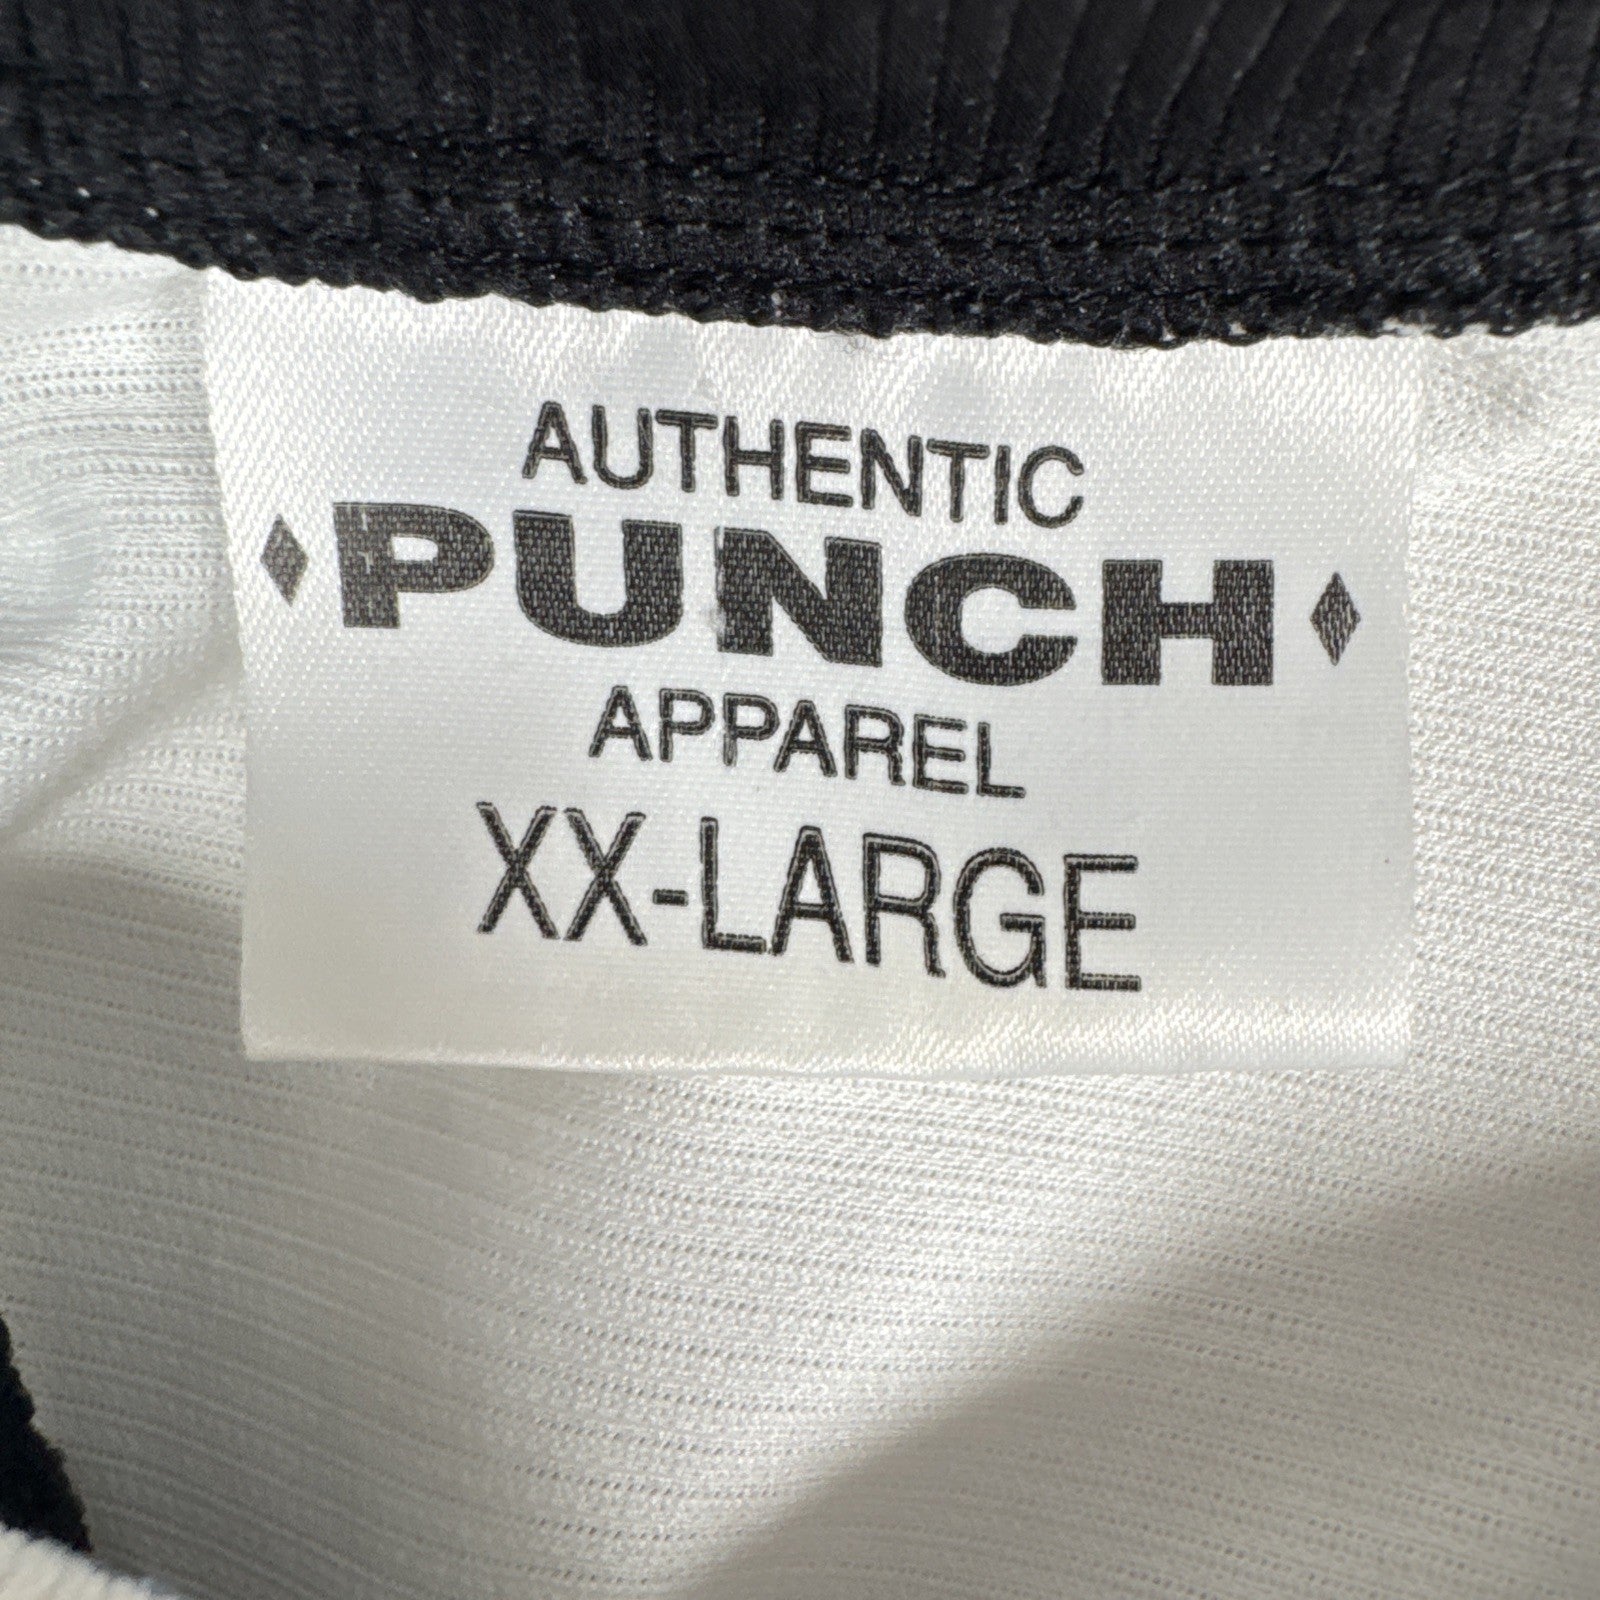 AUTHENTIC
♦PUNCH♦
APPAREL
XX-LARGE